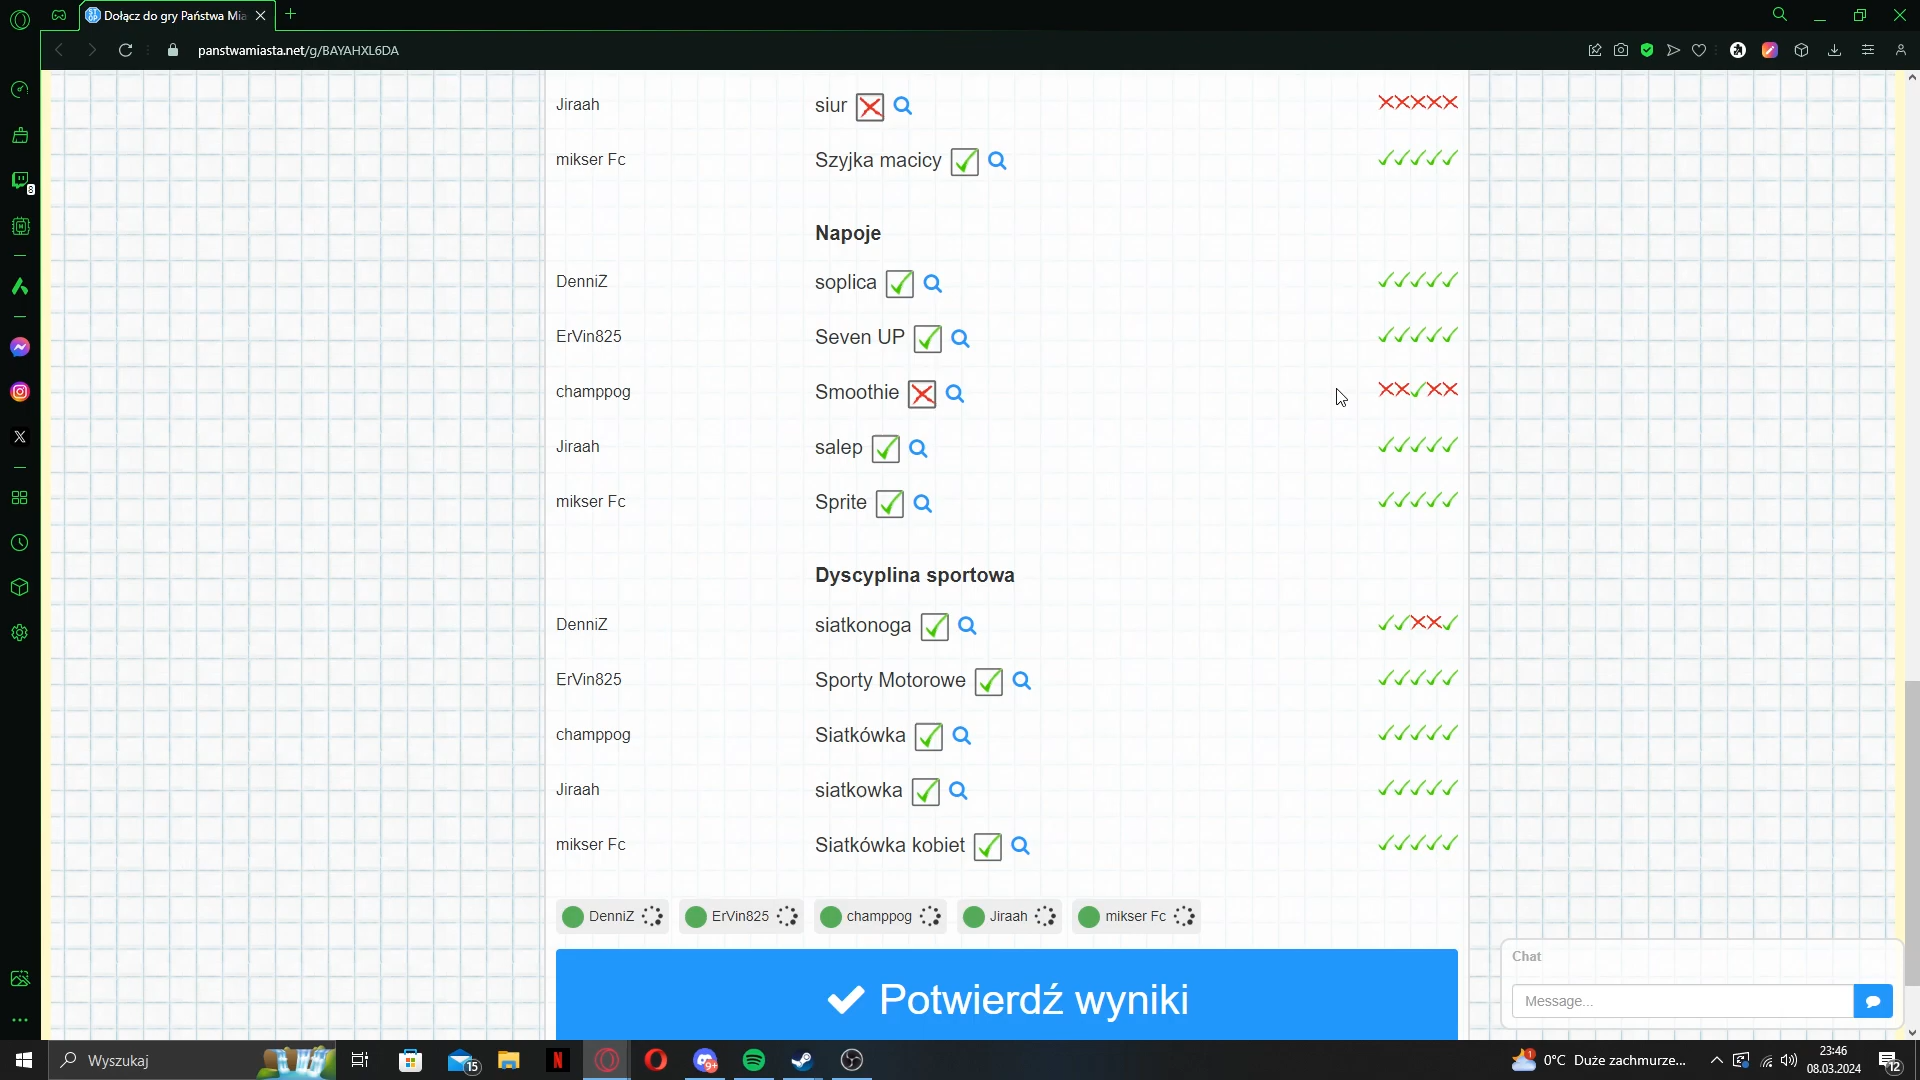 Dołącz do gry Państwa Mia
panstwamiasta.net/g/BAYAHXL6DA
8
Jiraah siur
mikser Fc Szyjka macicy
Napoje
DenniZ soplica
ErVin825 Seven UP
champpog Smoothie
Jiraah salep
mikser Fc Sprite
Dyscyplina sportowa
DenniZ siatkonoga
ErVin825 Sporty Motorowe
champpog Siatkówka
Jiraah siatkowka
mikser Fc Siatkówka kobiet
DenniZ ErVin825 champpog Jiraah mikser Fc
Potwierdź wyniki
Chat
Message...
Wyszukaj
15
N
9+
1
0°C Duże zachmurze...
23:46
08.03.2024
12